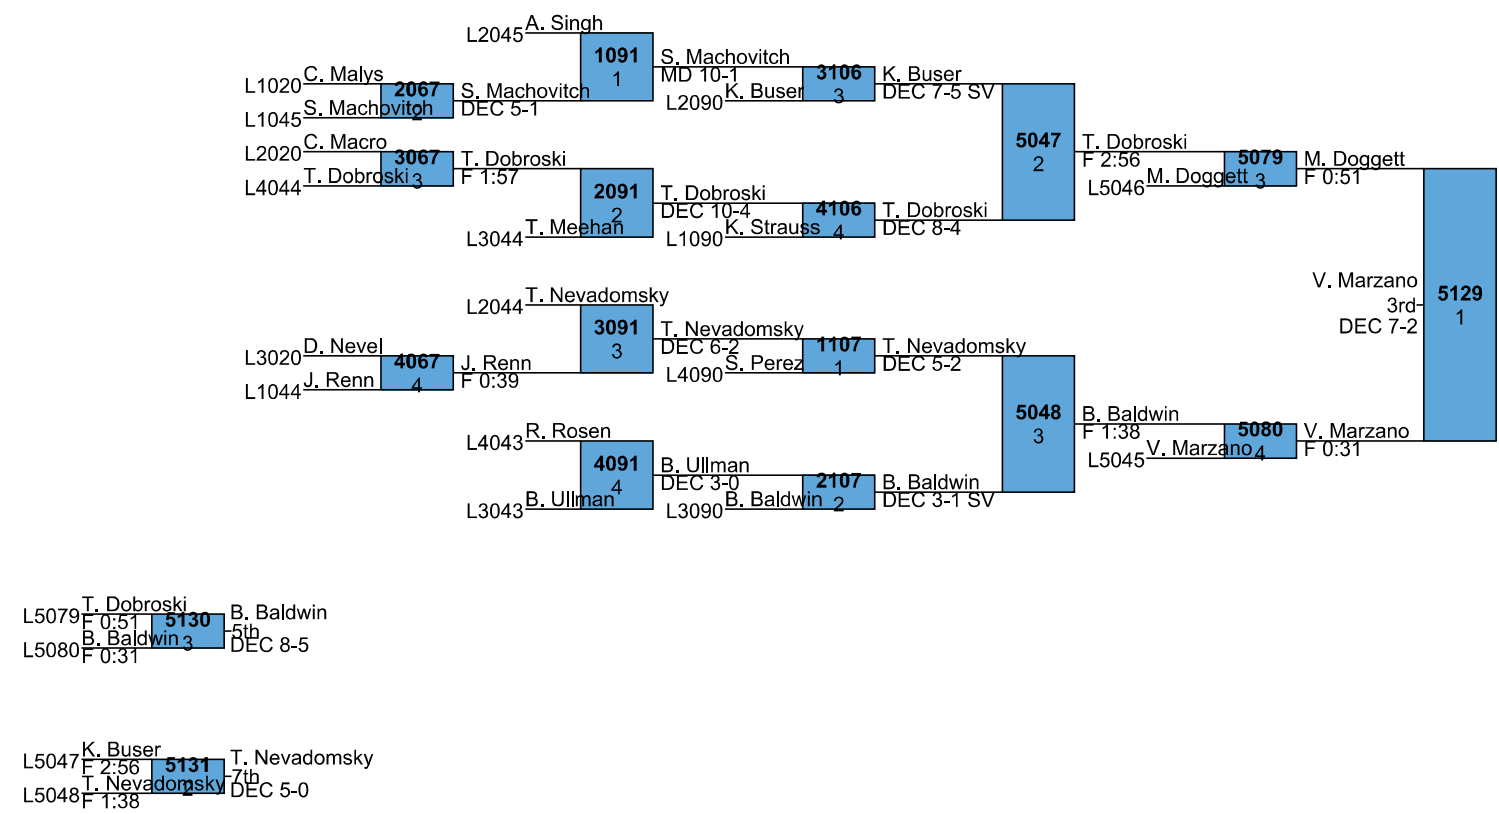 A. Singh
L2045
1091
1
S. Machovitch
MD 10-1
C. Malys
L1020
2067
2
S. Machovitch
L1045
S. Machovitch
DEC 5-1
3106
3
K. Buser
L2090
K. Buser
DEC 7-5 SV
C. Macro
L2020
3067
3
T. Dobroski
L4044
T. Dobroski
F 1:57
2091
2
T. Meehan
L3044
T. Dobroski
DEC 10-4
4106
4
K. Strauss
L1090
T. Dobroski
DEC 8-4
5047
2
T. Dobroski
F 2:56
5079
3
M. Doggett
L5046
M. Doggett
F 0:51
T. Nevadomsky
L2044
3091
3
T. Nevadomsky
DEC 6-2
D. Nevel
L3020
4067
4
J. Renn
L1044
J. Renn
F 0:39
1107
1
S. Perez
L4090
T. Nevadomsky
DEC 5-2
V. Marzano
3rd
DEC 7-2
5129
1
R. Rosen
L4043
4091
4
B. Ullman
L3043
B. Ullman
DEC 3-0
2107
2
B. Baldwin
L3090
B. Baldwin
DEC 3-1 SV
5048
3
B. Baldwin
F 1:38
5080
4
V. Marzano
L5045
V. Marzano
F 0:31
T. Dobroski
L5079
F 0:51
5130
3
B. Baldwin
L5080
F 0:31
B. Baldwin
5th
DEC 8-5
K. Buser
L5047
F 2:56
5131
2
T. Nevadomsky
L5048
F 1:38
T. Nevadomsky
7th
DEC 5-0